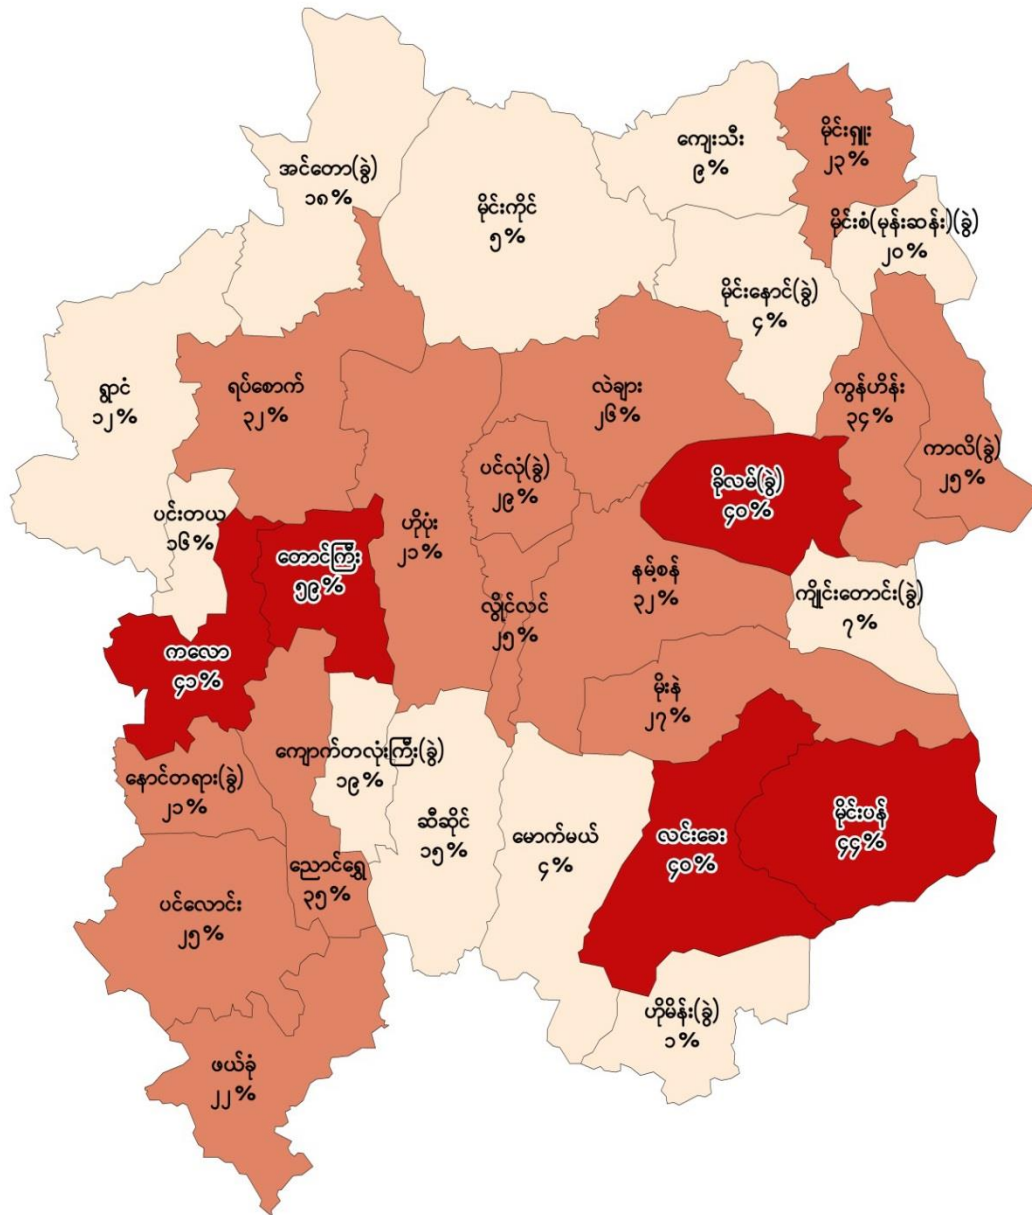 ကျေးသီး
၉%
မိုင်းရှူး
၂၃%
အင်တော(ခွဲ)
၁၈%
မိုင်းကိုင်
၅%
မိုင်းစံ(မုန်းဆန်း)(ခွဲ)
၂၀%
မိုင်းနောင်(ခွဲ)
၄%
ရွာငံ
၁၂%
ရပ်စောက်
၃၂%
လဲချား
၂၆%
ကွန်ဟိန်း
၃၄%
ကာလိ(ခွဲ)
၂၅%
ပင်လုံ(ခွဲ)
၂၉%
ခိုလမ်(ခွဲ)
၄၀%
ပင်းတယ
၁၆%
ဟိုပုံး
၂၁%
တောင်ကြီး
၅၉%
နမ့်စန်
၃၂%
ကျိုင်းတောင်း(ခွဲ)
၇%
လွိုင်လင်
၂၅%
ကလော
၄၁%
မိုးနဲ
၂၇%
ကျောက်တလုံးကြီး(ခွဲ)
၁၉%
နောင်တရား(ခွဲ)
၂၁%
ဆီဆိုင်
၁၅%
မောက်မယ်
၄%
လင်းခေး
၄၀%
မိုင်းပန်
၄၄%
ညောင်ရွှေ
၃၅%
ပင်လောင်း
၂၅%
ဟိုမိန်း(ခွဲ)
၁%
ဖယ်ခုံ
၂၂%